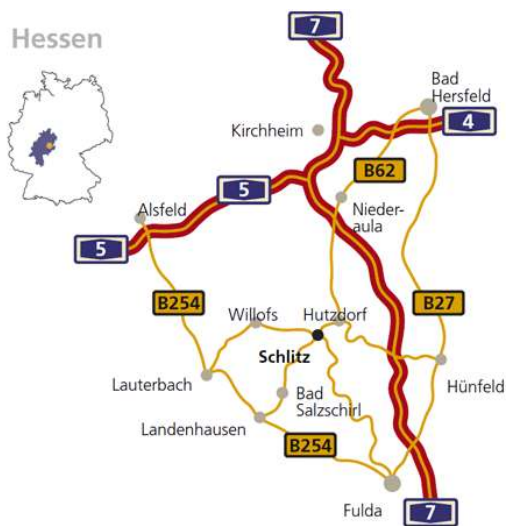 Hessen
7
Bad
Hersfeld
4
Kirchheim
B62
5
Nieder-
aula
Alsfeld
5
B254
Willofs
Hutzdorf
B27
Schlitz
Lauterbach
Bad
Salzschirl
Hünfeld
Landenhausen
B254
Fulda
7